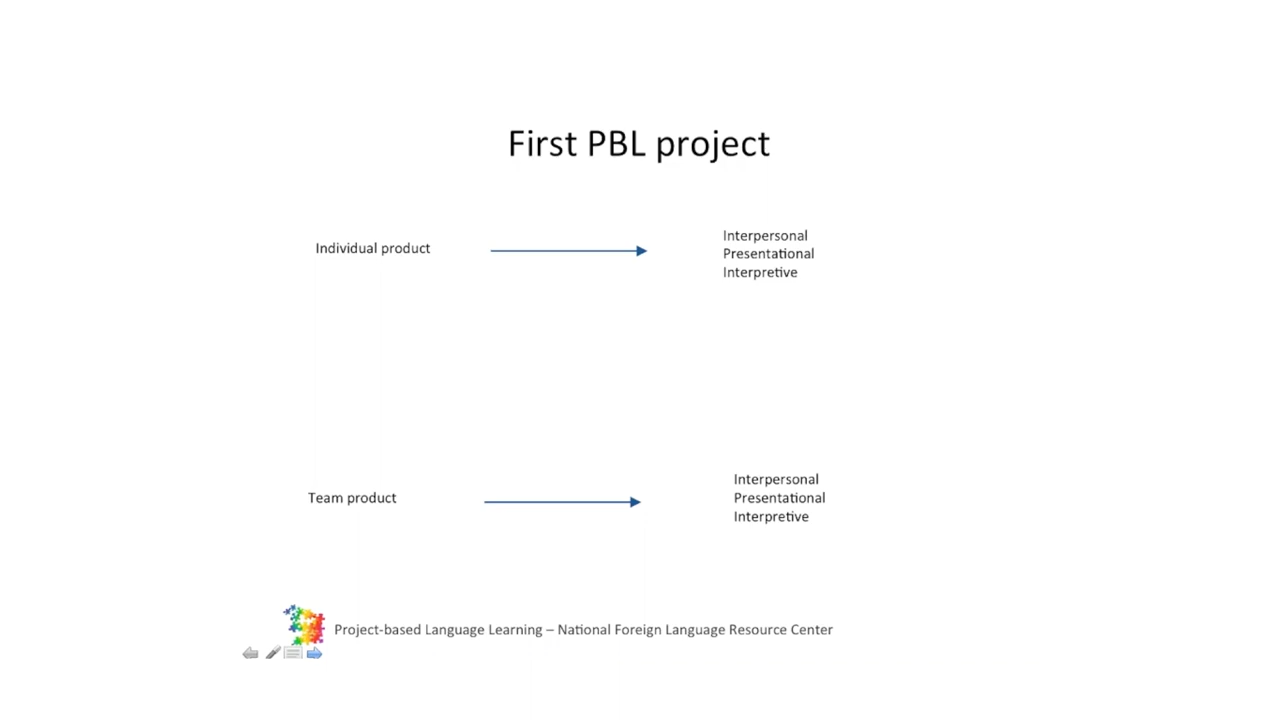 First PBL project
Individual product
Interpersonal
Presentational
Interpretive
Team product
Interpersonal
Presentational
Interpretive
Project-based Language Learning – National Foreign Language Resource Center